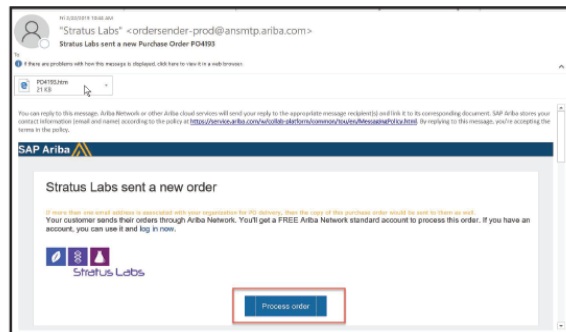 Fri 5/31/2019 10:48 AM
"Stratus Labs" <ordersender-prod@ansmtp.ariba.com>
Stratus Labs sent a new Purchase Order PO4193
To
If there are problems with how this message is displayed, click here to view it in a web browser.
PO4193.htm
21 KB
You can reply to this message: Ariba Network or other Ariba cloud services will send your reply to the appropriate message recipient(s) and link it to its corresponding document. SAP Ariba stores your
contact information (email and name) according to the policy at https://service.ariba.com/w/collab-platform/common/tou/en/MessagingPolicy.html. By replying to this message, you're accepting the
terms in the policy.
SAP Ariba
Stratus Labs sent a new order
If more than one email address is associated with your organization for PO delivery, then the copy of this purchase order would be sent to them as well.
Your customer sends their orders through Ariba Network. You'll get a FREE Ariba Network standard account to process this order. If you have an
account, you can use it and log in now.
Stratus Labs
Process order